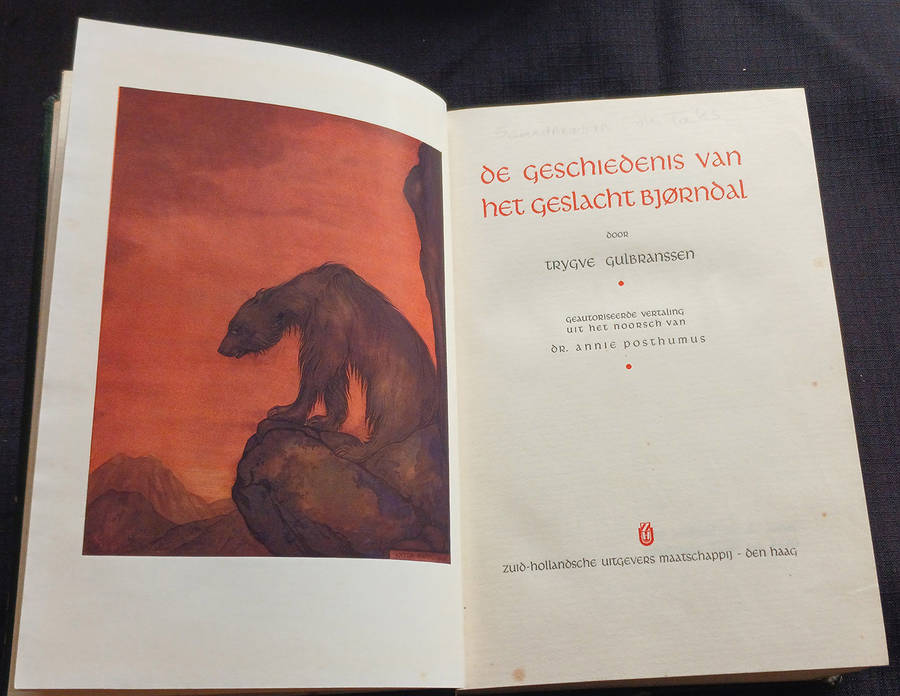 De geschiedenis van
het geslacht Bjørndal
door
Trygve Gulbranssen
geautoriseerde vertaling
uit het Noorsch van
Dr. Annie Posthumus
Zuid-Hollandsche Uitgevers Maatschappij - Den Haag